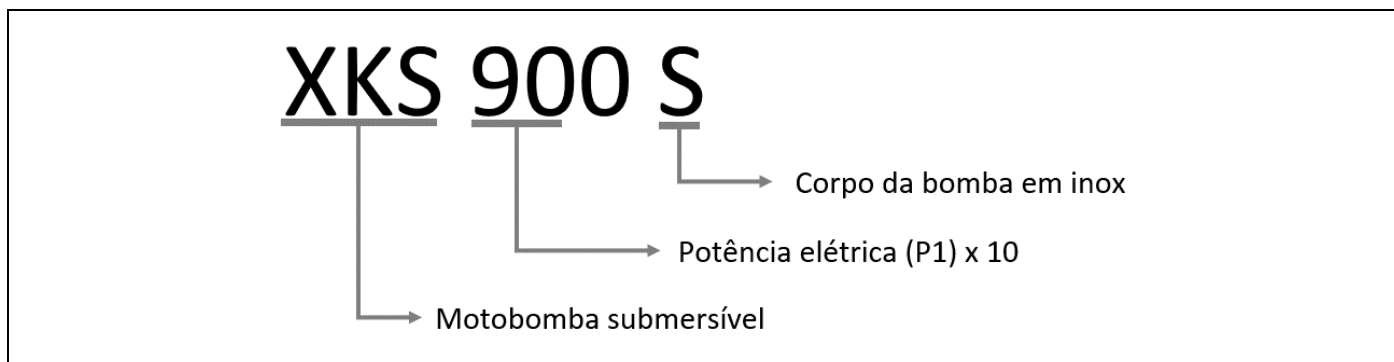 XKS 900 S
Corpo da bomba em inox
Potência elétrica (P1) x 10
Motobomba submersível